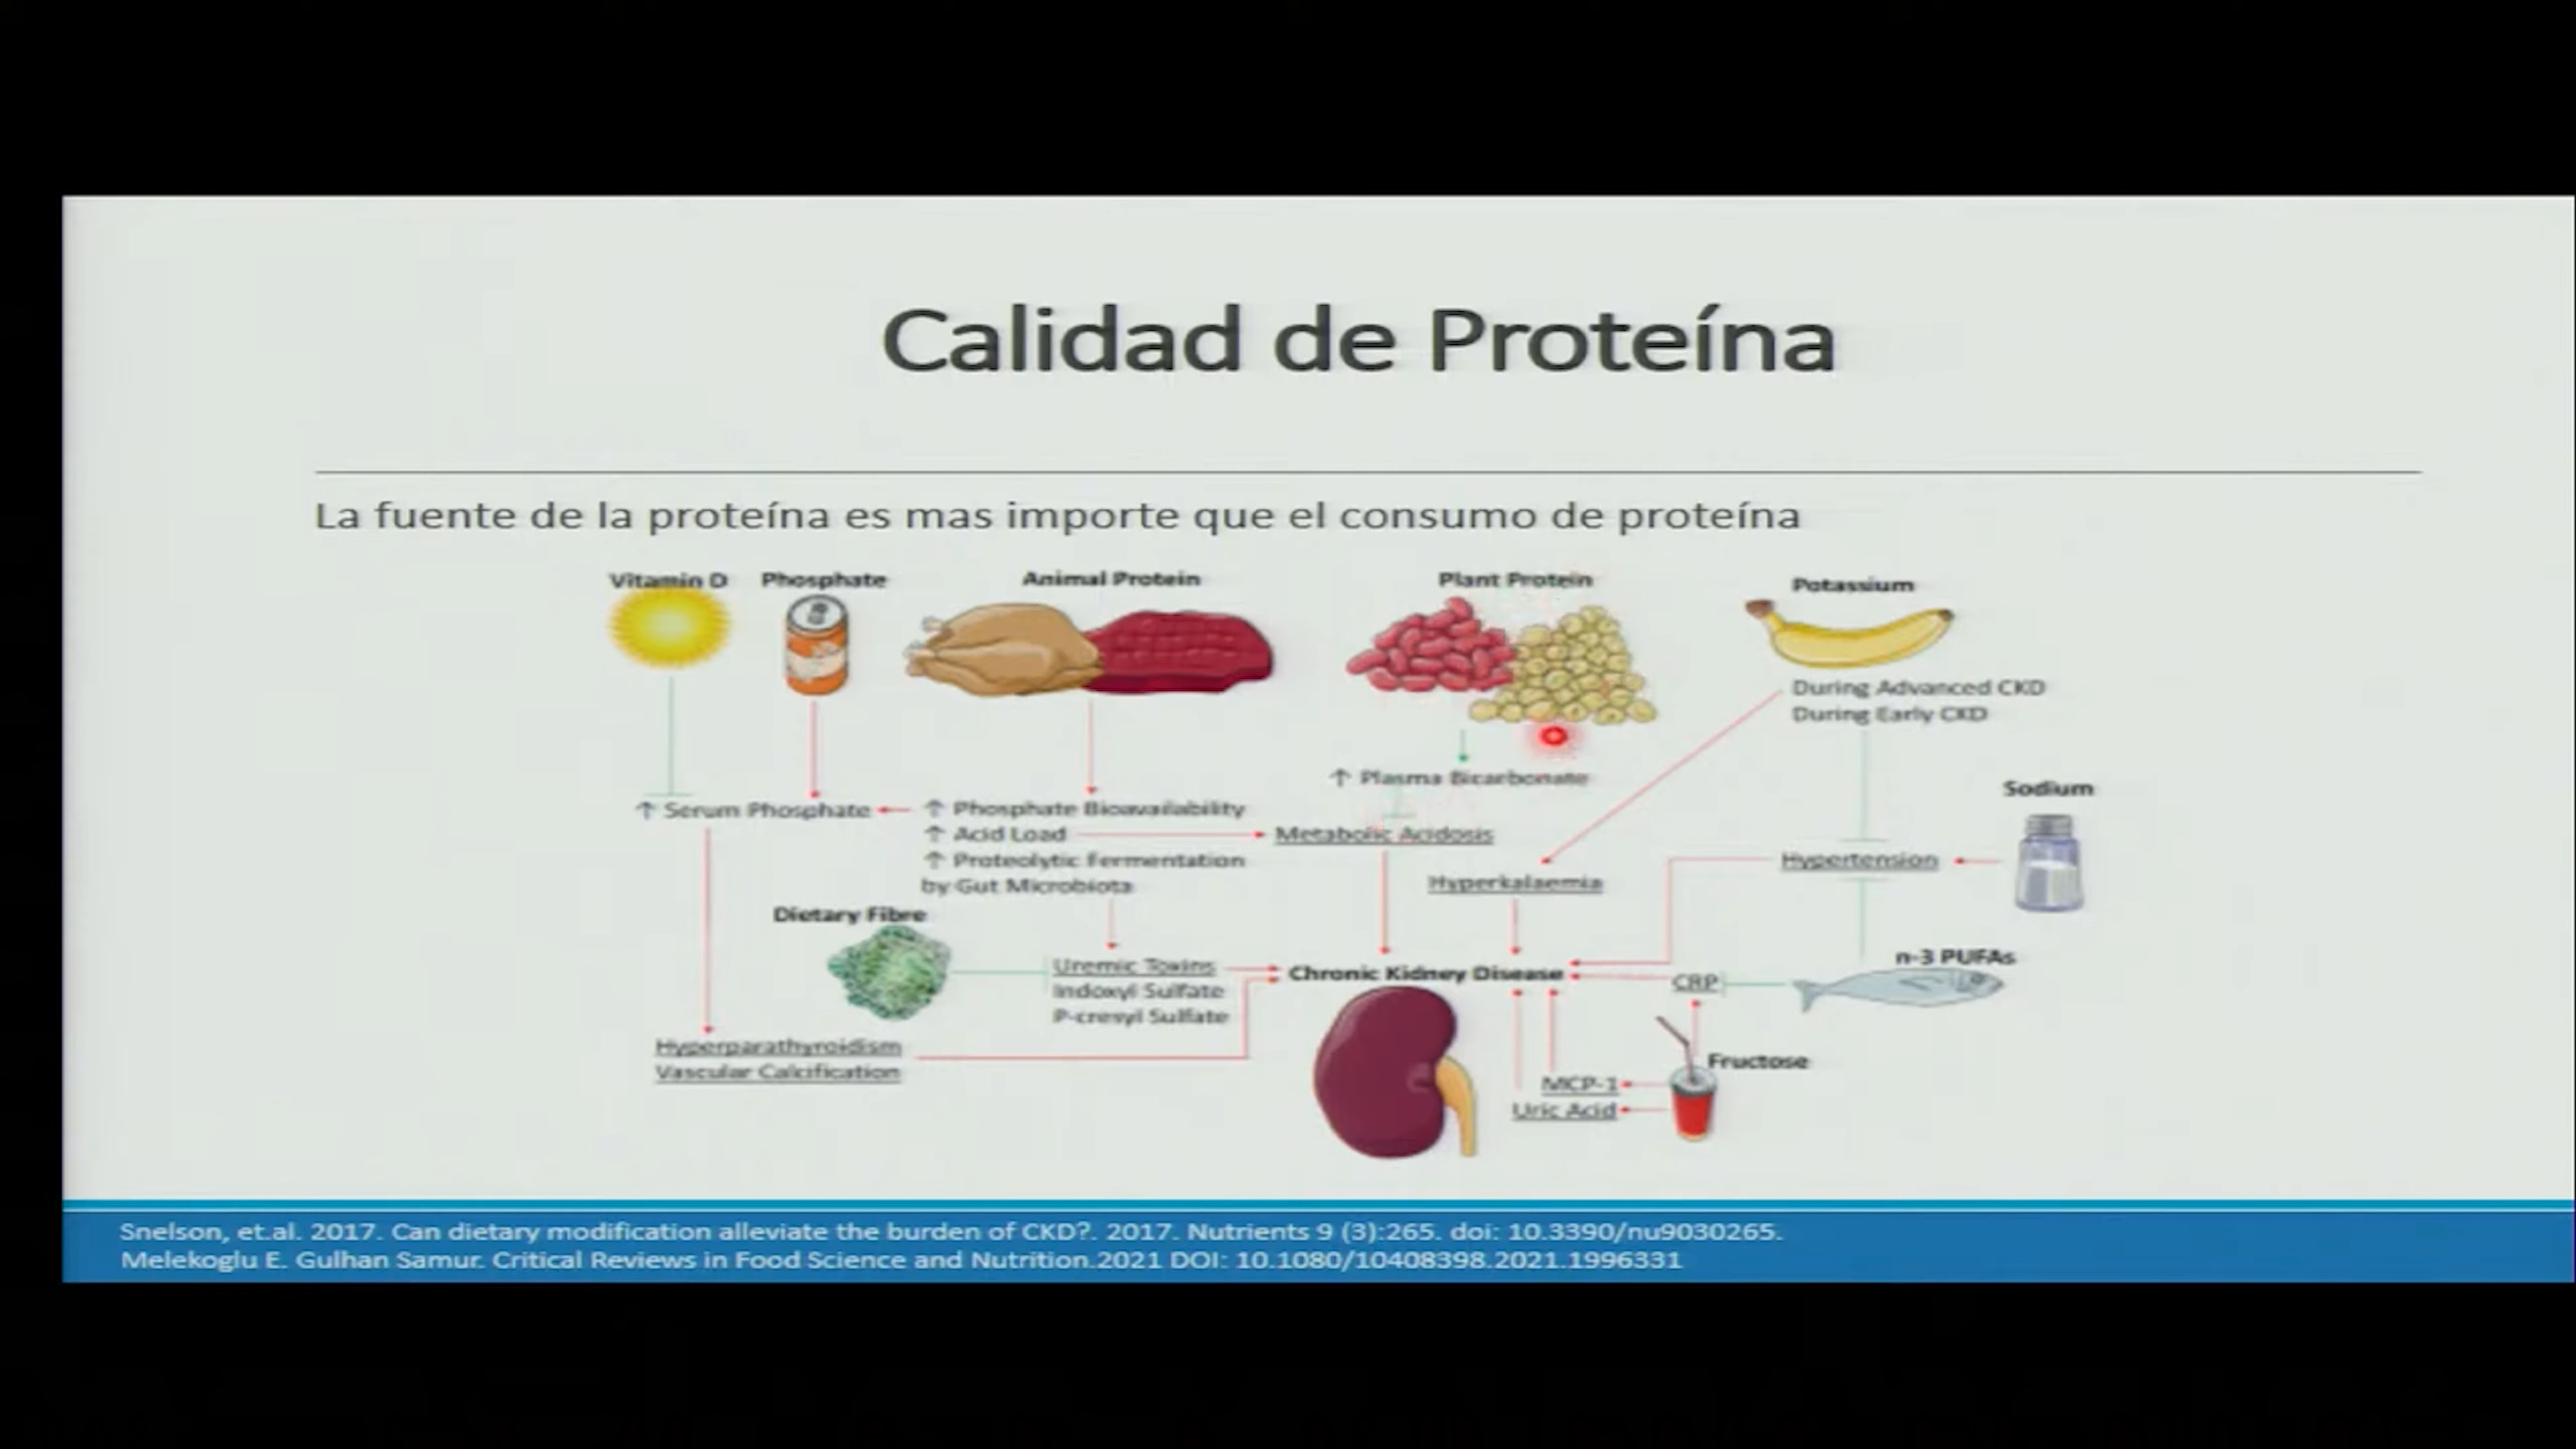 Calidad de Proteína
La fuente de la proteína es mas importe que el consumo de proteína
Vitamin D
Phosphate
Animal Protein
Plant Protein
Potassium
During Advanced CKD
During Early CKD
↑ Plasma Bicarbonate
↑ Serum Phosphate
↑ Phosphate Bioavailability
↑ Acid Load
↑ Proteolytic Fermentation
by Gut Microbiota
Metabolic Acidosis
Sodium
Hypertension
Hyperkalaemia
Dietary Fibre
Uremic Toxins
Indoxyl Sulfate
P-cresyl Sulfate
Chronic Kidney Disease
n-3 PUFAs
CRP
Hyperparathyroidism
Vascular Calcification
Fructose
MCP-1
Uric Acid
Snelson, et.al. 2017. Can dietary modification alleviate the burden of CKD?. 2017. Nutrients 9 (3):265. doi: 10.3390/nu9030265.
Melekoglu E. Gulhan Samur. Critical Reviews in Food Science and Nutrition.2021 DOI: 10.1080/10408398.2021.1996331